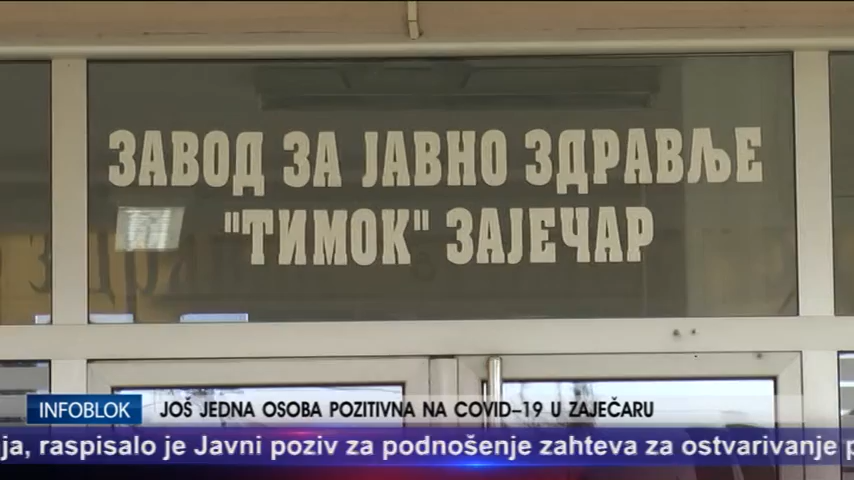 ЗАВОД ЗА ЈАВНО ЗДРАВЉЕ
"ТИМОК" ЗАЈЕЧАР
INFOBLOK JOŠ JEDNA OSOBA POZITIVNA NA COVID–19 U ZAJEČARU
ja, raspisalo je Javni poziv za podnošenje zahteva za ostvarivanje p